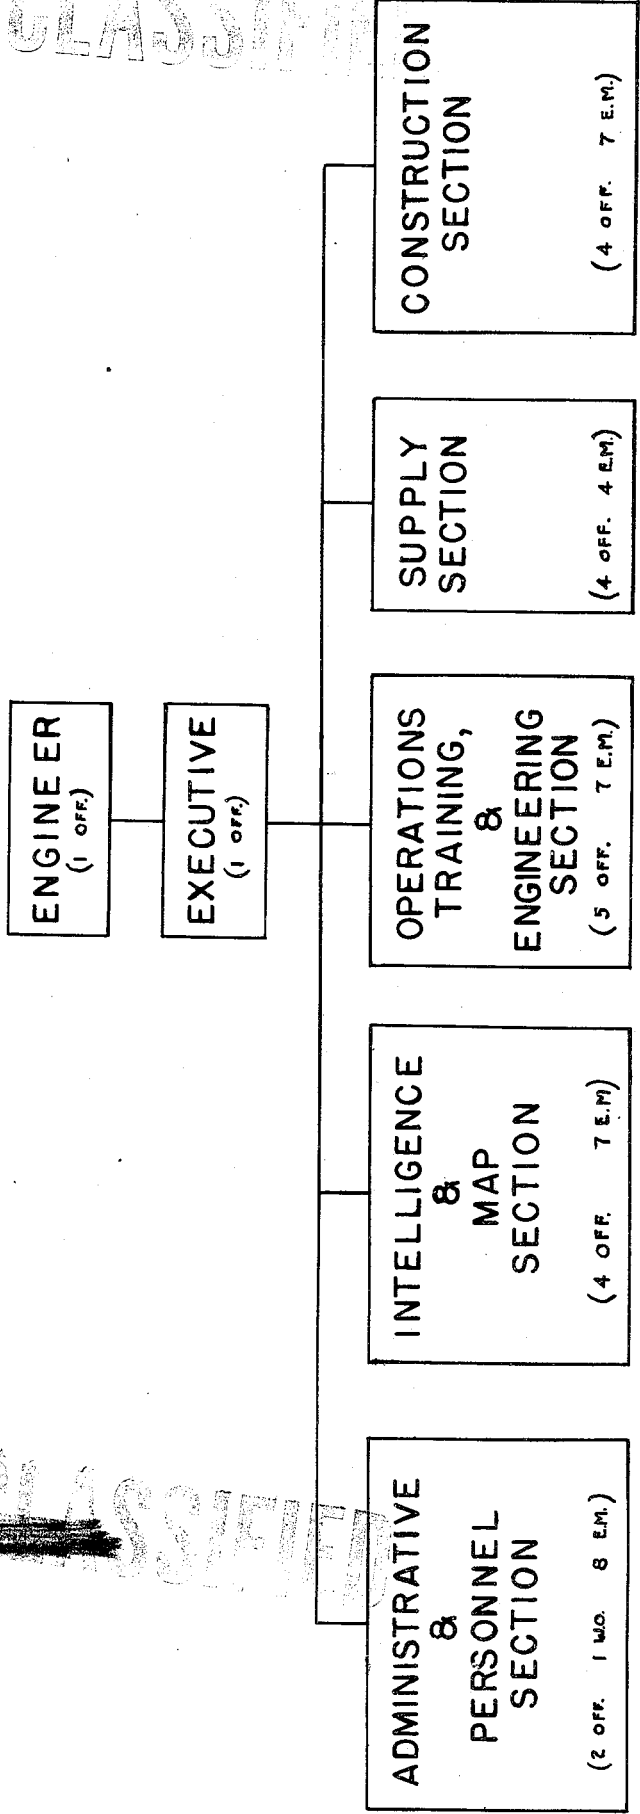 ENGINEER
(1 OFF.)
EXECUTIVE
(1 OFF.)
ADMINISTRATIVE
&
PERSONNEL
SECTION
(2 OFF. 1 W.O. 8 E.M.)
INTELLIGENCE
&
MAP
SECTION
(4 OFF. 7 E.M)
OPERATIONS
TRAINING,
&
ENGINEERING
SECTION
(5 OFF. 7 E.M.)
SUPPLY
SECTION
(4 OFF. 4 E.M.)
CONSTRUCTION
SECTION
(4 OFF. 7 E.M.)
CLASSIFIED